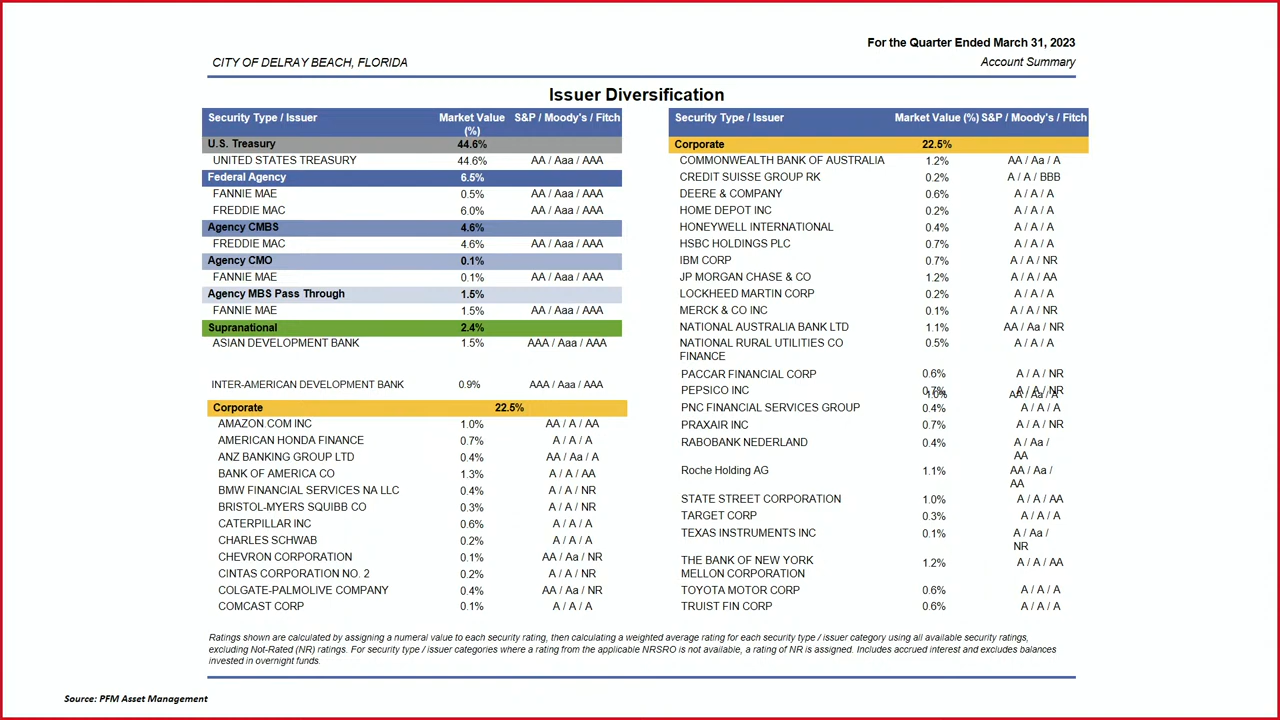 For the Quarter Ended March 31, 2023
CITY OF DELRAY BEACH, FLORIDA Account Summary
Issuer Diversification
Security Type / Issuer Market Value (%) S&P / Moody's / Fitch
U.S. Treasury 44.6%
UNITED STATES TREASURY 44.6% AA / Aaa / AAA
Federal Agency 6.5%
FANNIE MAE 0.5% AA / Aaa / AAA
FREDDIE MAC 6.0% AA / Aaa / AAA
Agency CMBS 4.6%
FREDDIE MAC 4.6% AA / Aaa / AAA
Agency CMO 0.1%
FANNIE MAE 0.1% AA / Aaa / AAA
Agency MBS Pass Through 1.5%
FANNIE MAE 1.5% AA / Aaa / AAA
Supranational 2.4%
ASIAN DEVELOPMENT BANK 1.5% AAA / Aaa / AAA
INTER-AMERICAN DEVELOPMENT BANK 0.9% AAA / Aaa / AAA
Corporate 22.5%
AMAZON.COM INC 1.0% AA / A / AA
AMERICAN HONDA FINANCE 0.7% A / A / A
ANZ BANKING GROUP LTD 0.4% AA / Aa / A
BANK OF AMERICA CO 1.3% A / A / AA
BMW FINANCIAL SERVICES NA LLC 0.4% A / A / NR
BRISTOL-MYERS SQUIBB CO 0.3% A / A / NR
CATERPILLAR INC 0.6% A / A / A
CHARLES SCHWAB 0.2% A / A / A
CHEVRON CORPORATION 0.1% AA / Aa / NR
CINTAS CORPORATION NO. 2 0.2% A / A / NR
COLGATE-PALMOLIVE COMPANY 0.4% AA / Aa / NR
COMCAST CORP 0.1% A / A / A
Security Type / Issuer Market Value (%) S&P / Moody's / Fitch
Corporate 22.5%
COMMONWEALTH BANK OF AUSTRALIA 1.2% AA / Aa / A
CREDIT SUISSE GROUP RK 0.2% A / A / BBB
DEERE & COMPANY 0.6% A / A / A
HOME DEPOT INC 0.2% A / A / A
HONEYWELL INTERNATIONAL 0.4% A / A / A
HSBC HOLDINGS PLC 0.7% A / A / A
IBM CORP 0.7% A / A / NR
JP MORGAN CHASE & CO 1.2% A / A / AA
LOCKHEED MARTIN CORP 0.2% A / A / A
MERCK & CO INC 0.1% A / A / NR
NATIONAL AUSTRALIA BANK LTD 1.1% AA / Aa / NR
NATIONAL RURAL UTILITIES CO 0.5% A / A / A
FINANCE
PACCAR FINANCIAL CORP 0.6% A / A / NR
PEPSICO INC 0.7% A / A / NR
1.0% AA / Aa / A
PNC FINANCIAL SERVICES GROUP 0.4% A / A / A
PRAXAIR INC 0.7% A / A / NR
RABOBANK NEDERLAND 0.4% A / Aa /
AA
Roche Holding AG 1.1% AA / Aa /
AA
STATE STREET CORPORATION 1.0% A / A / AA
TARGET CORP 0.3% A / A / A
TEXAS INSTRUMENTS INC 0.1% A / Aa /
NR
THE BANK OF NEW YORK 1.2% A / A / AA
MELLON CORPORATION
TOYOTA MOTOR CORP 0.6% A / A / A
TRUIST FIN CORP 0.6% A / A / A
Ratings shown are calculated by assigning a numeral value to each security rating, then calculating a weighted average rating for each security type / issuer category using all available security ratings,
excluding Not-Rated (NR) ratings. For security type / issuer categories where a rating from the applicable NRSRO is not available, a rating of NR is assigned. Includes accrued interest and excludes balances
invested in overnight funds.
Source: PFM Asset Management